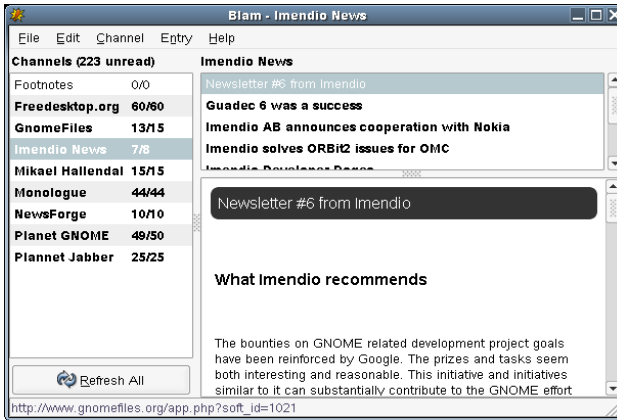 Blam - Imendio News
File Edit Channel Entry Help
Channels (223 unread)
Footnotes 0/0
Freedesktop.org 60/60
GnomeFiles 13/15
Imendio News 7/8
Mikael Hallendal 15/15
Monologue 44/44
NewsForge 10/10
Planet GNOME 49/50
Plannet Jabber 25/25
Refresh All
Imendio News
Newsletter #6 from Imendio
Guadec 6 was a success
Imendio AB announces cooperation with Nokia
Imendio solves ORBit2 issues for OMC
Imendio Developer Pages
Newsletter #6 from Imendio
What Imendio recommends
The bounties on GNOME related development project goals
have been reinforced by Google. The prizes and tasks seem
both interesting and reasonable. This initiative and initiatives
similar to it can substantially contribute to the GNOME effort
http://www.gnomefiles.org/app.php?soft_id=1021